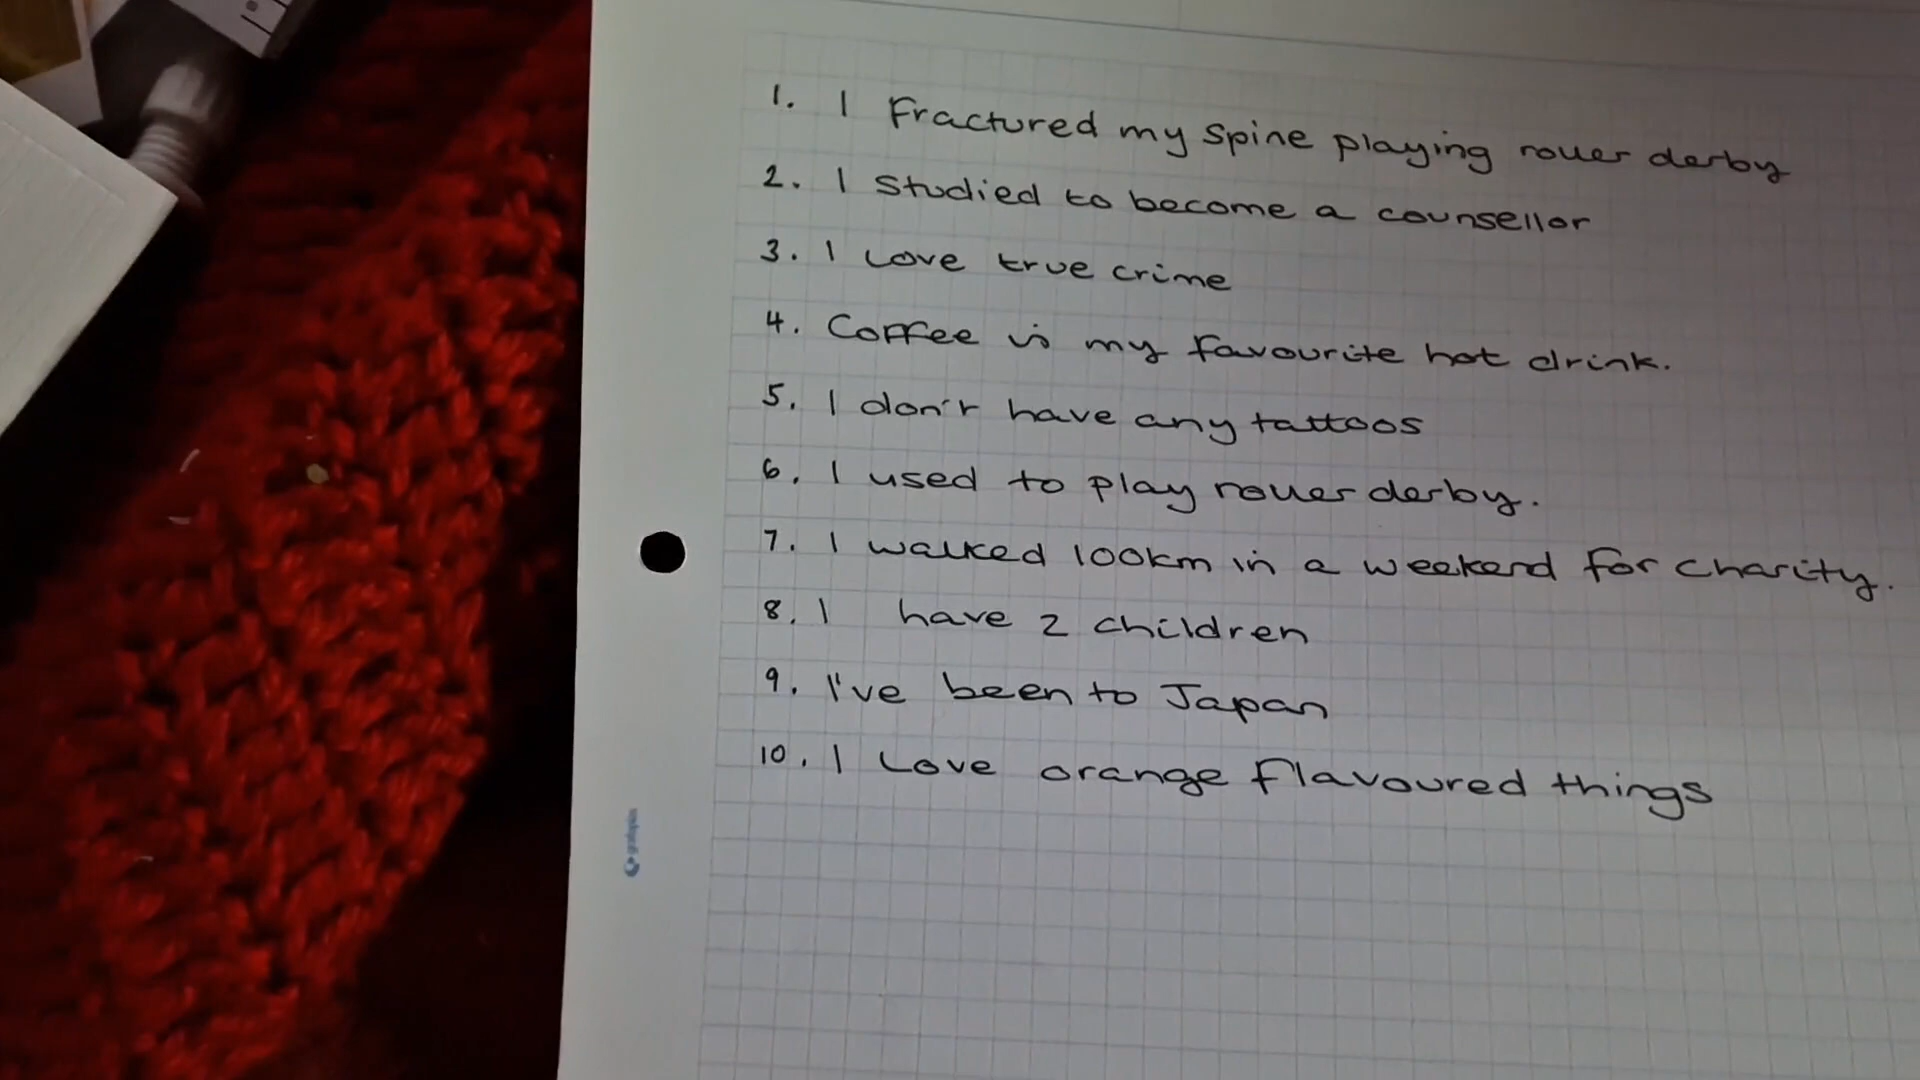 1. I Fractured my spine playing roller derby
2. I studied to become a counsellor
3. I love true crime
4. Coffee is my favourite hot drink.
5. I don't have any tattoos
6. I used to play roller derby.
7. I walked 100km in a weekend for charity.
8. I have 2 children
9. I've been to Japan
10. I love orange flavoured things